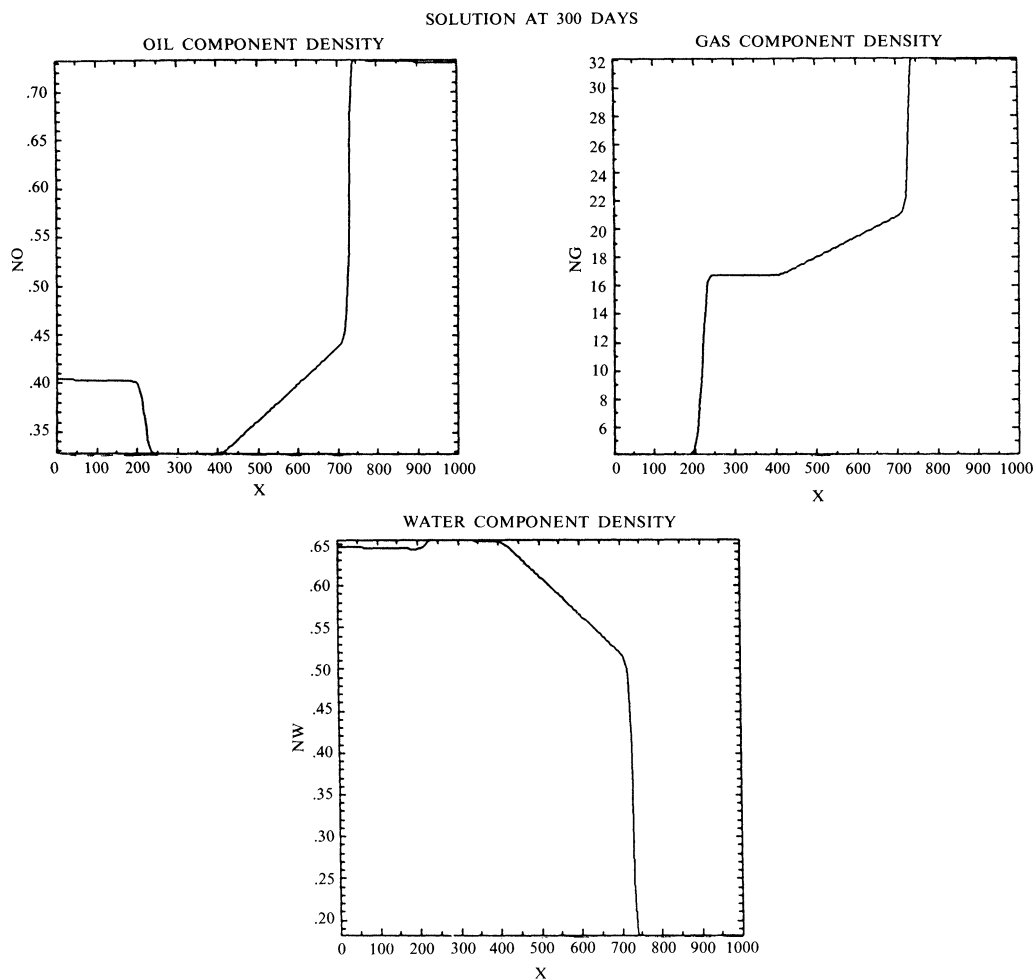 SOLUTION AT 300 DAYS
OIL COMPONENT DENSITY
NO
.70
.65
.60
.55
.50
.45
.40
.35
0 100 200 300 400 500 600 700 800 900 1000
X
GAS COMPONENT DENSITY
NG
32
30
28
26
24
22
20
18
16
14
12
10
8
6
0 100 200 300 400 500 600 700 800 900 1000
X
WATER COMPONENT DENSITY
NW
.65
.60
.55
.50
.45
.40
.35
.30
.25
.20
0 100 200 300 400 500 600 700 800 900 1000
X